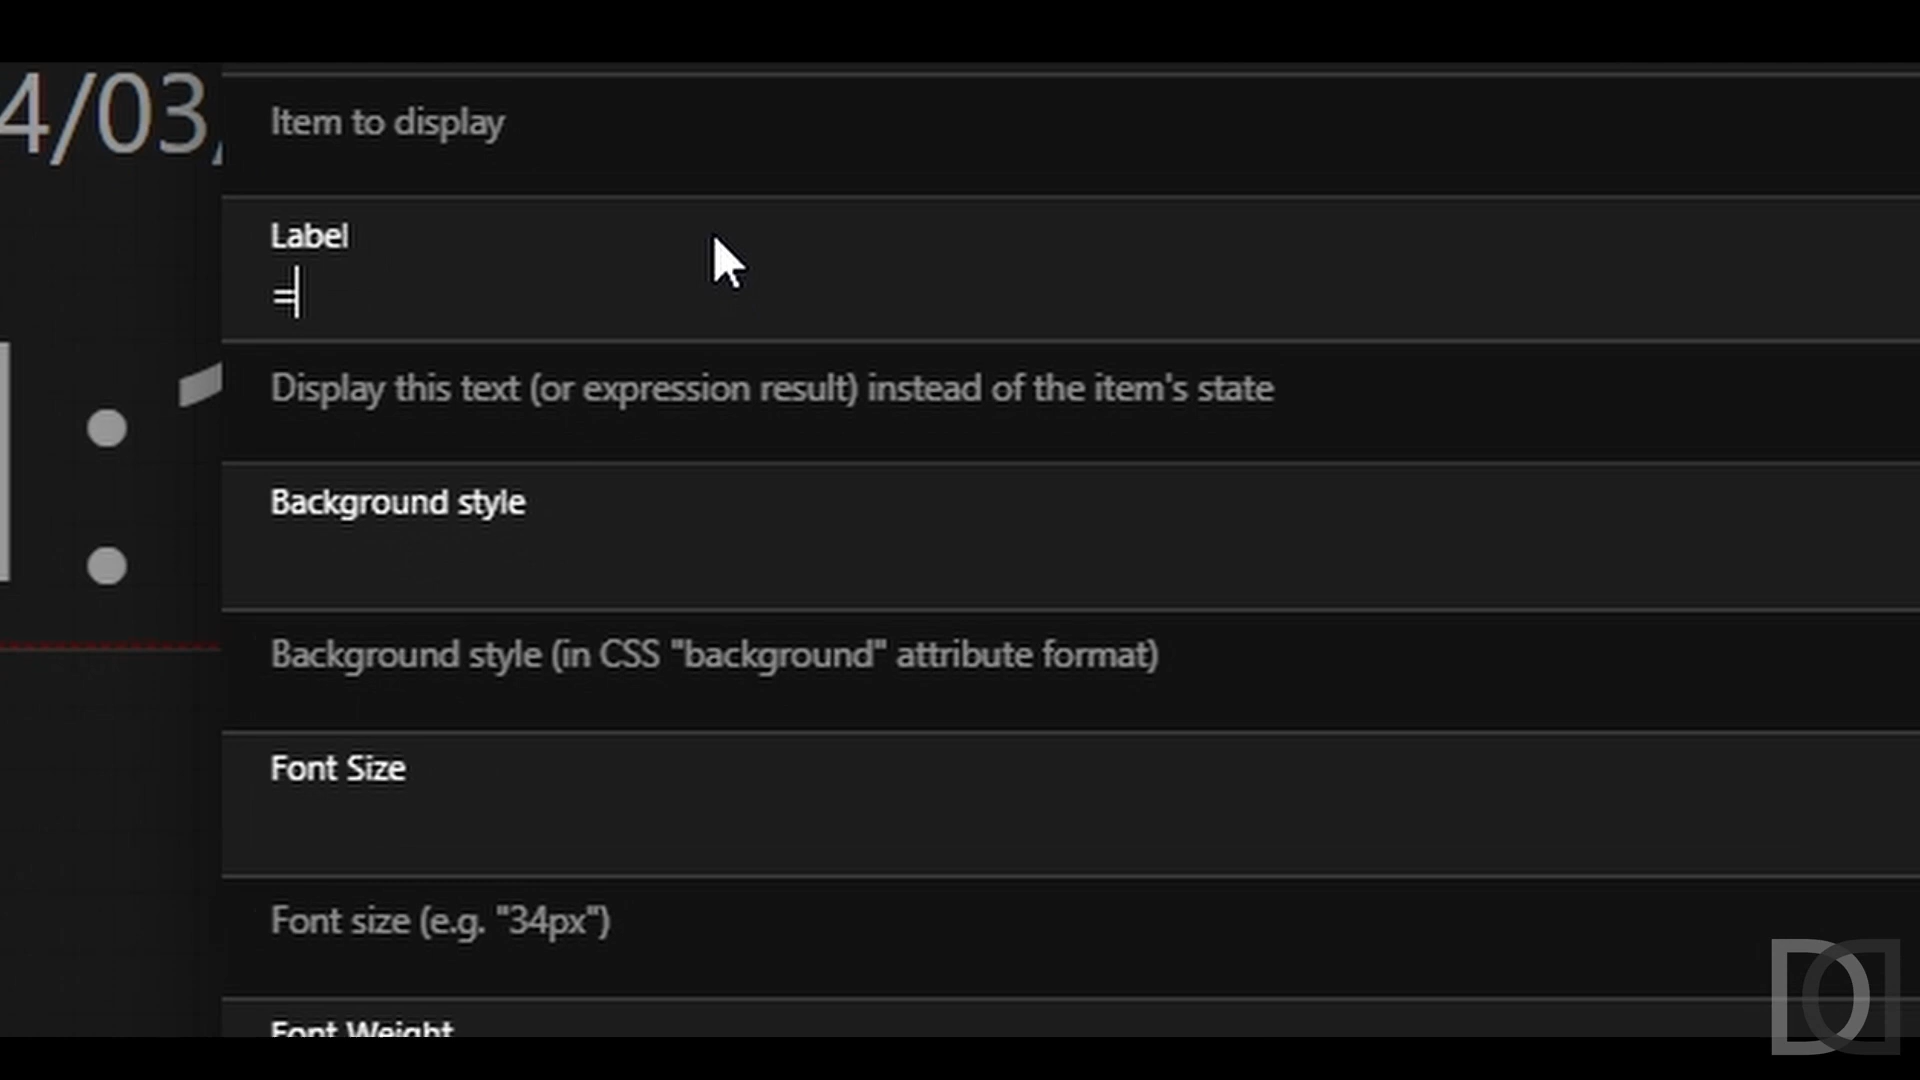 4/03,
Item to display
Label
=
Display this text (or expression result) instead of the item's state
Background style
Background style (in CSS "background" attribute format)
Font Size
Font size (e.g. "34px")
Font Weight